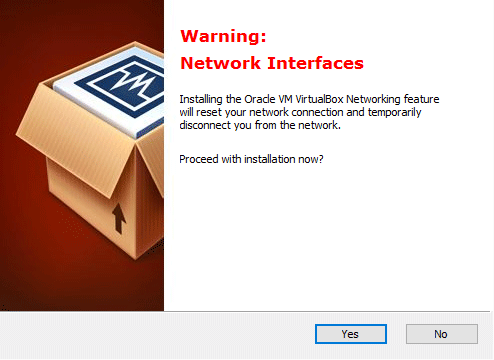 Warning:
Network Interfaces
Installing the Oracle VM VirtualBox Networking feature
will reset your network connection and temporarily
disconnect you from the network.
Proceed with installation now?
Yes
No